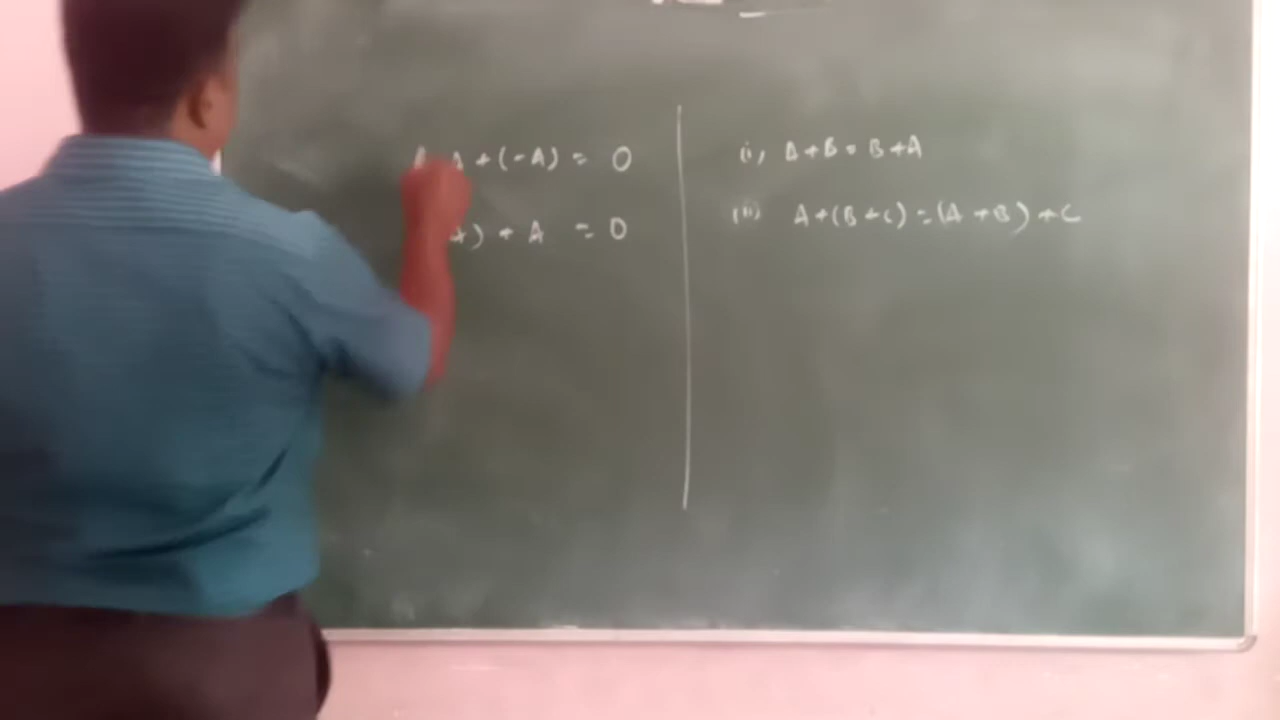 A + (-A) = 0
) + A = 0
(i) A+B = B+A
(ii) A+(B+C) = (A+B)+C